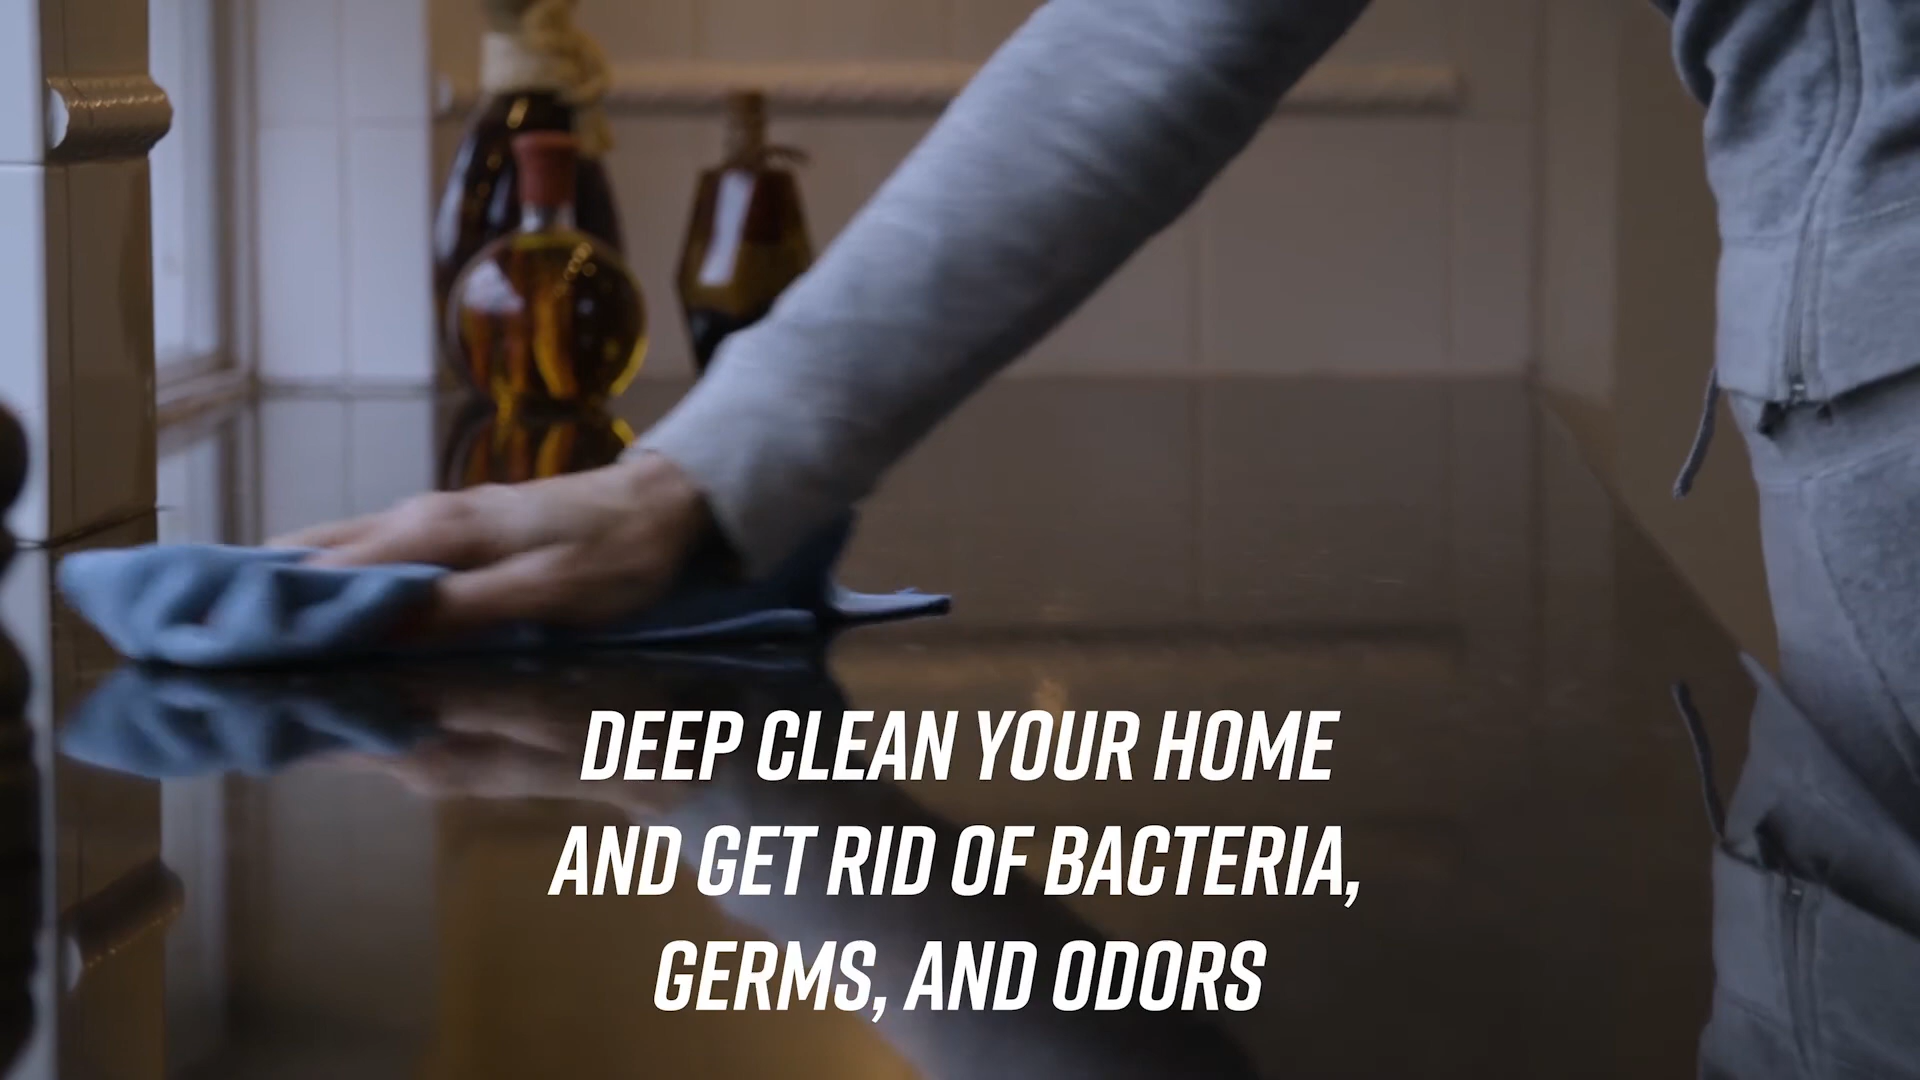 DEEP CLEAN YOUR HOME
AND GET RID OF BACTERIA,
GERMS, AND ODORS